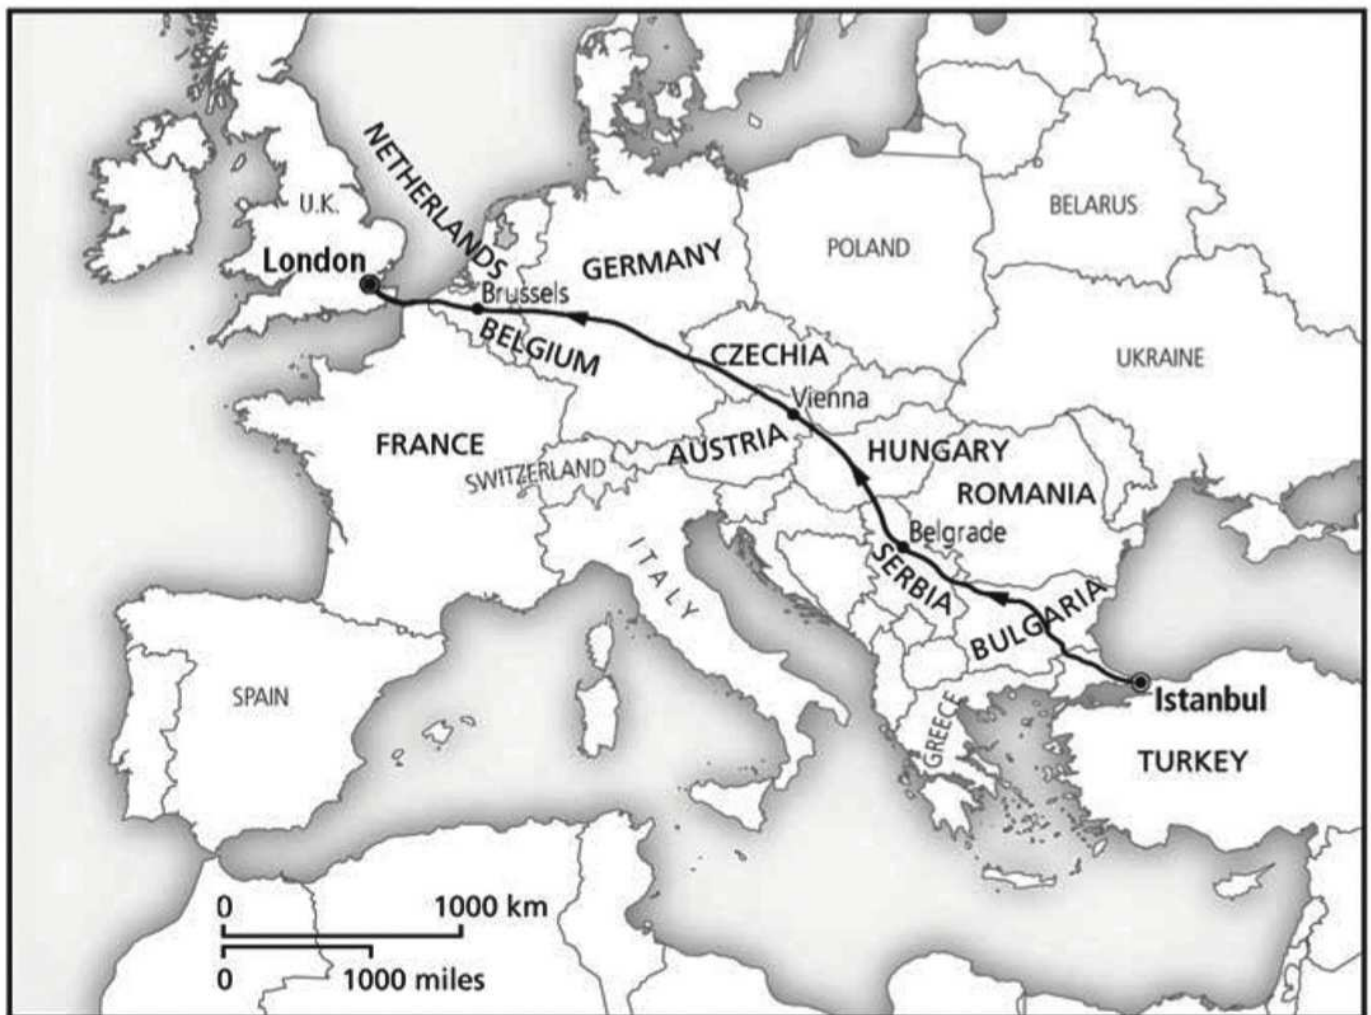 NETHERLANDS
U.K.
BELARUS
London
GERMANY
POLAND
Brussels
BELGIUM
CZECHIA
UKRAINE
Vienna
FRANCE
AUSTRIA
HUNGARY
SWITZERLAND
ROMANIA
Belgrade
ITALY
SERBIA
BULGARIA
SPAIN
Istanbul
GREECE
TURKEY
0 1000 km
0 1000 miles